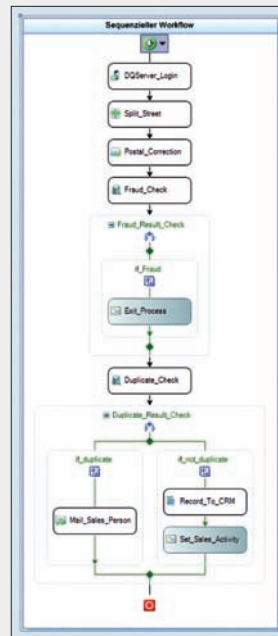 Sequenzieller Workflow
DQServer_Login
Split_Street
Postal_Correction
Fraud_Check
Fraud_Result_Check
if_Fraud
Exit_Process
Duplicate_Check
Duplicate_Result_Check
if_duplicate
if_not_duplicate
Mail_Sales_Person
Record_To_CRM
Set_Sales_Activity